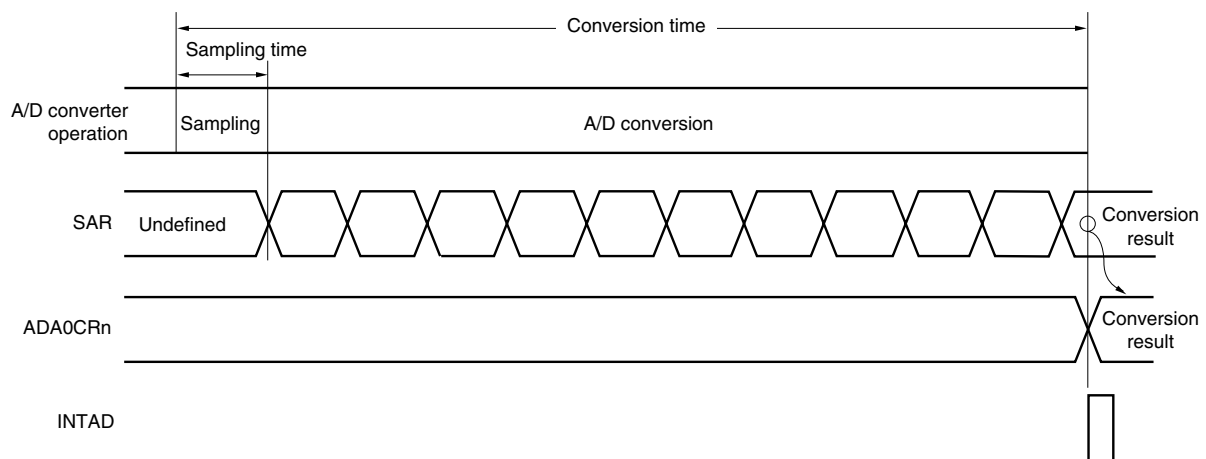 Conversion time
Sampling time
A/D converter
operation
Sampling
A/D conversion
SAR
Undefined
Conversion
result
ADA0CRn
Conversion
result
INTAD